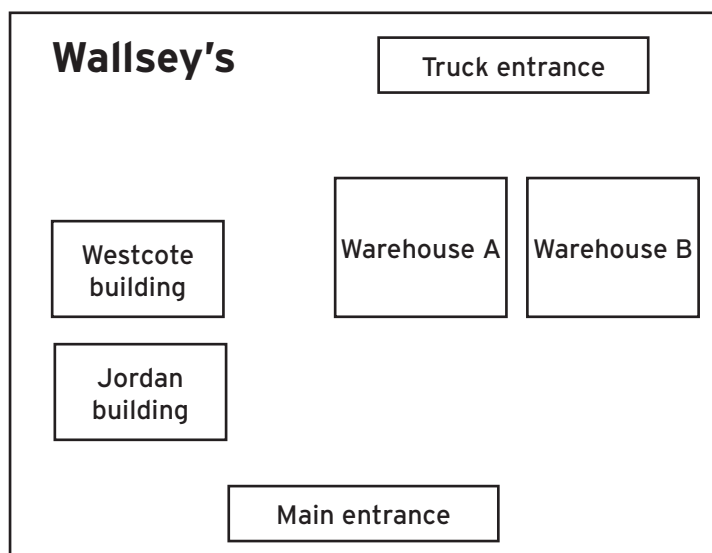 Wallsey's
Truck entrance
Warehouse A
Warehouse B
Westcote
building
Jordan
building
Main entrance